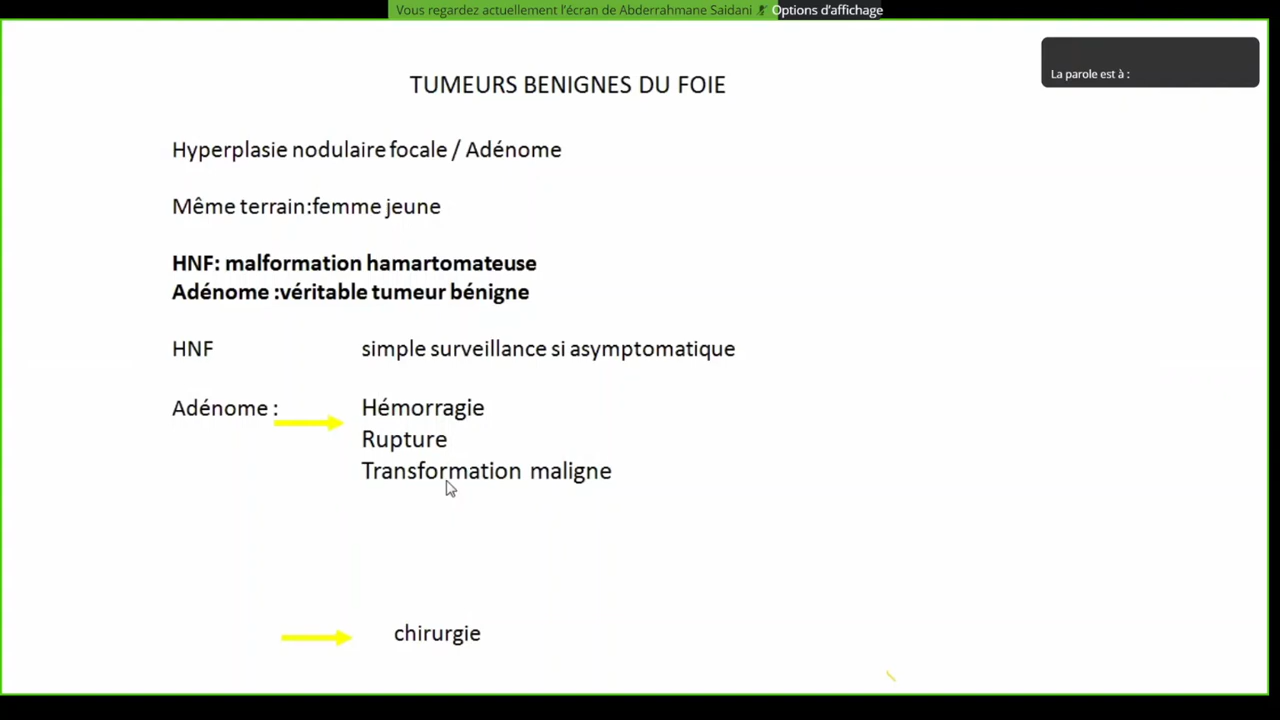 Vous regardez actuellement l'écran de Abderrahmane Saidani Options d'affichage
La parole est à :
TUMEURS BENIGNES DU FOIE
Hyperplasie nodulaire focale / Adénome
Même terrain:femme jeune
HNF: malformation hamartomateuse
Adénome :véritable tumeur bénigne
HNF simple surveillance si asymptomatique
Adénome : Hémorragie
Rupture
Transformation maligne
chirurgie